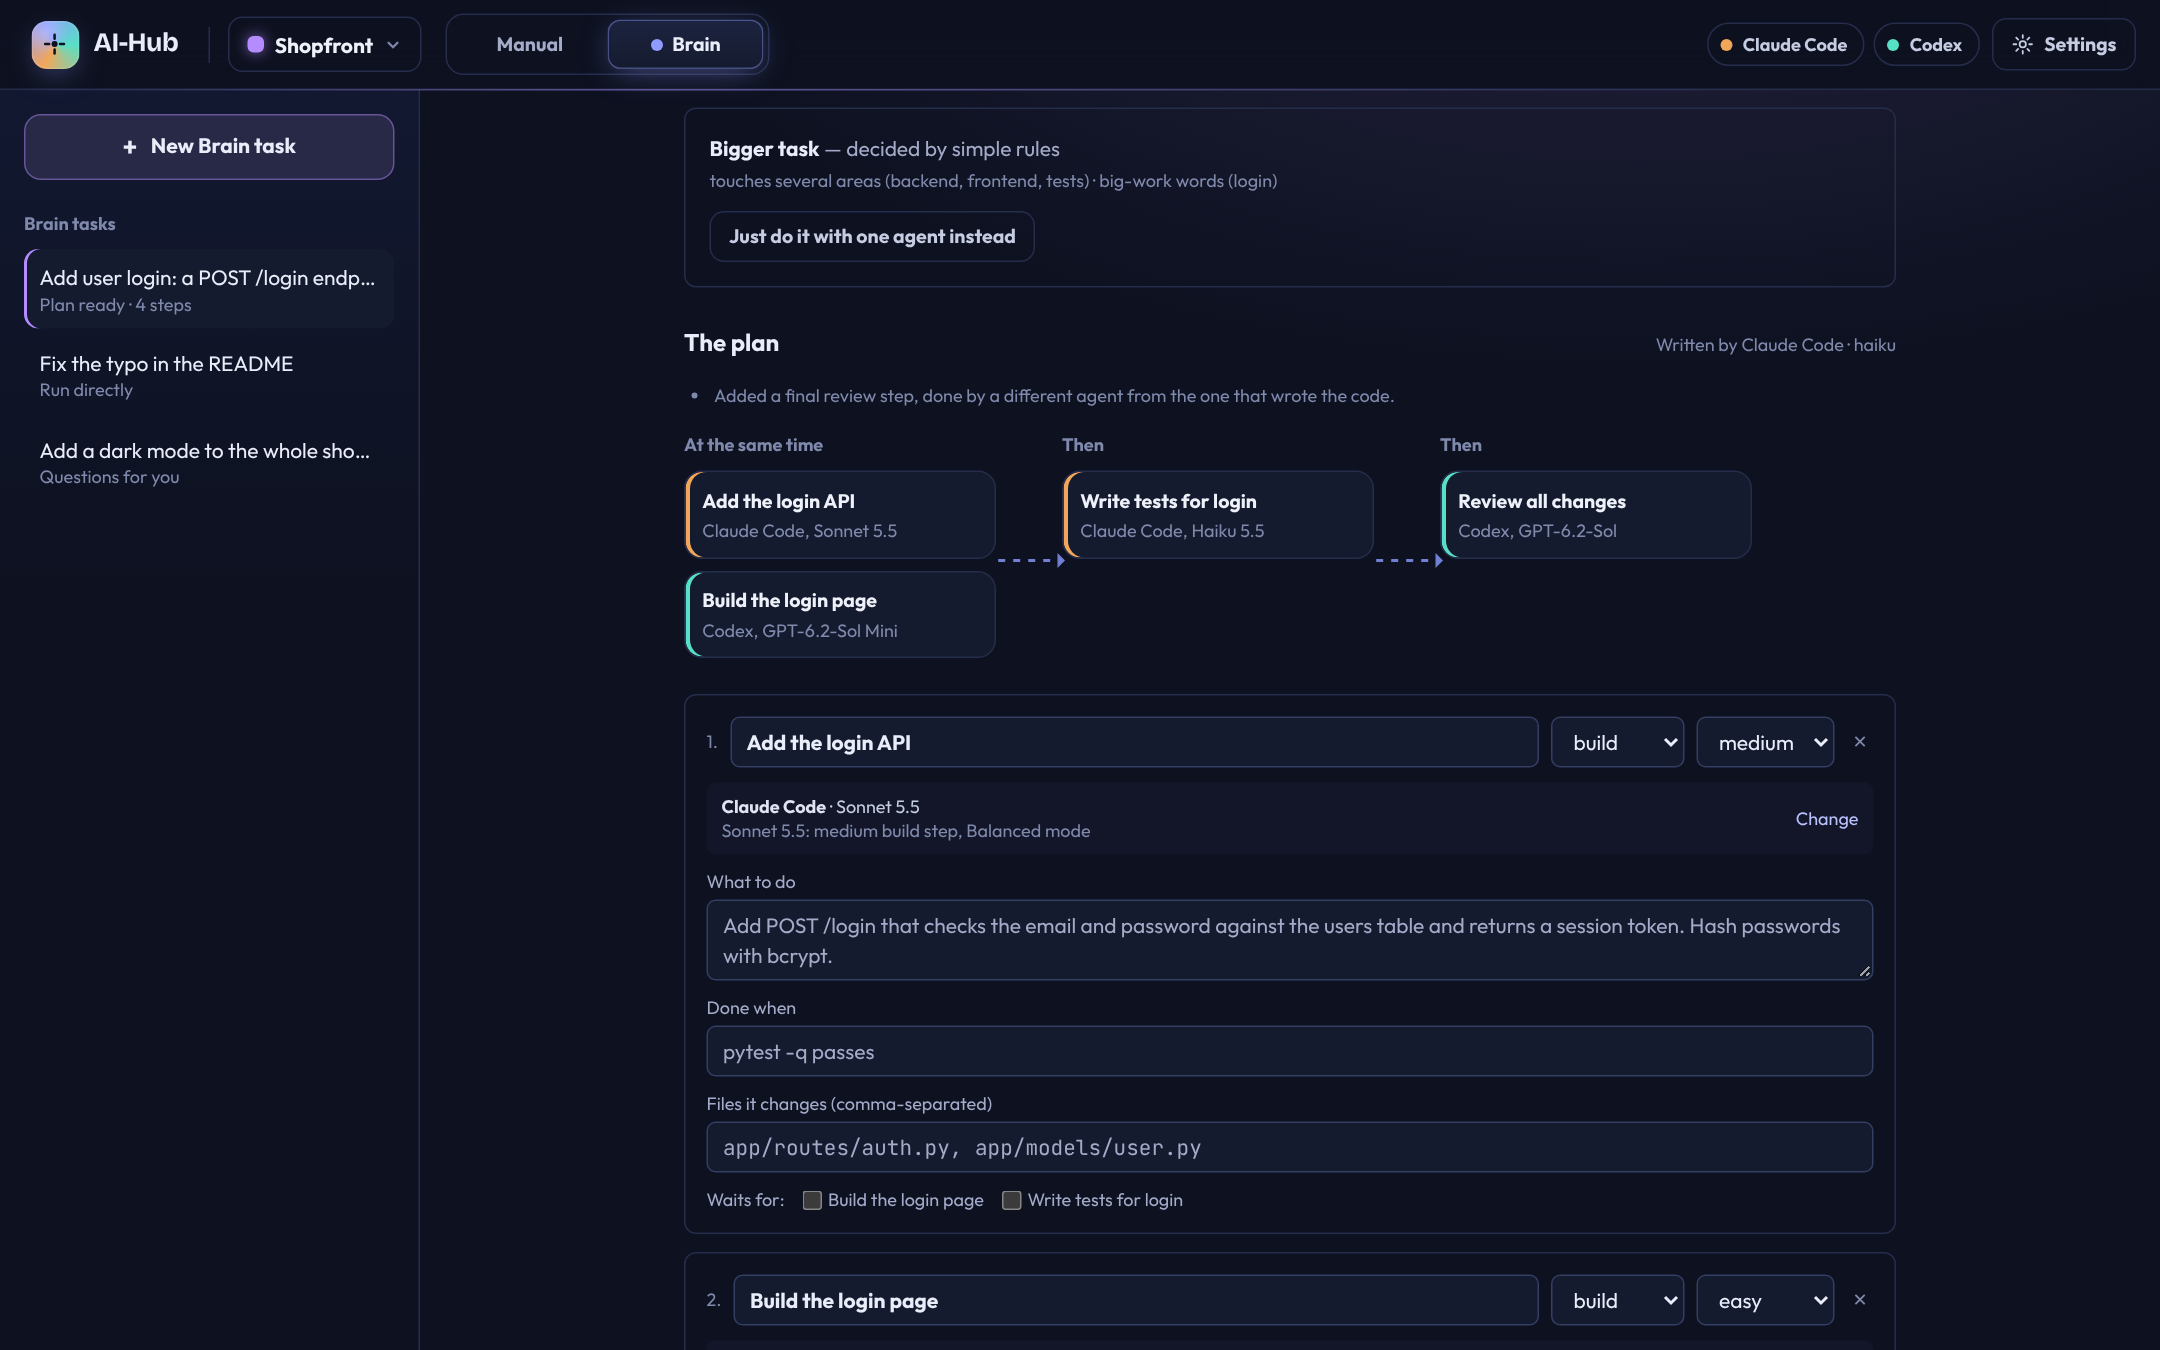 AI-Hub
Shopfront
Manual
Brain
Claude Code
Codex
Settings
+ New Brain task
Brain tasks
Add user login: a POST /login endp...
Plan ready · 4 steps
Fix the typo in the README
Run directly
Add a dark mode to the whole sho...
Questions for you
Bigger task — decided by simple rules
touches several areas (backend, frontend, tests) · big-work words (login)
Just do it with one agent instead
The plan
Written by Claude Code · haiku
• Added a final review step, done by a different agent from the one that wrote the code.
At the same time
Add the login API
Claude Code, Sonnet 5.5
Build the login page
Codex, GPT-6.2-Sol Mini
Then
Write tests for login
Claude Code, Haiku 5.5
Then
Review all changes
Codex, GPT-6.2-Sol
1. Add the login API build medium ×
Claude Code · Sonnet 5.5
Sonnet 5.5: medium build step, Balanced mode
Change
What to do
Add POST /login that checks the email and password against the users table and returns a session token. Hash passwords
with bcrypt.
Done when
pytest -q passes
Files it changes (comma-separated)
app/routes/auth.py, app/models/user.py
Waits for: Build the login page Write tests for login
2. Build the login page build easy ×